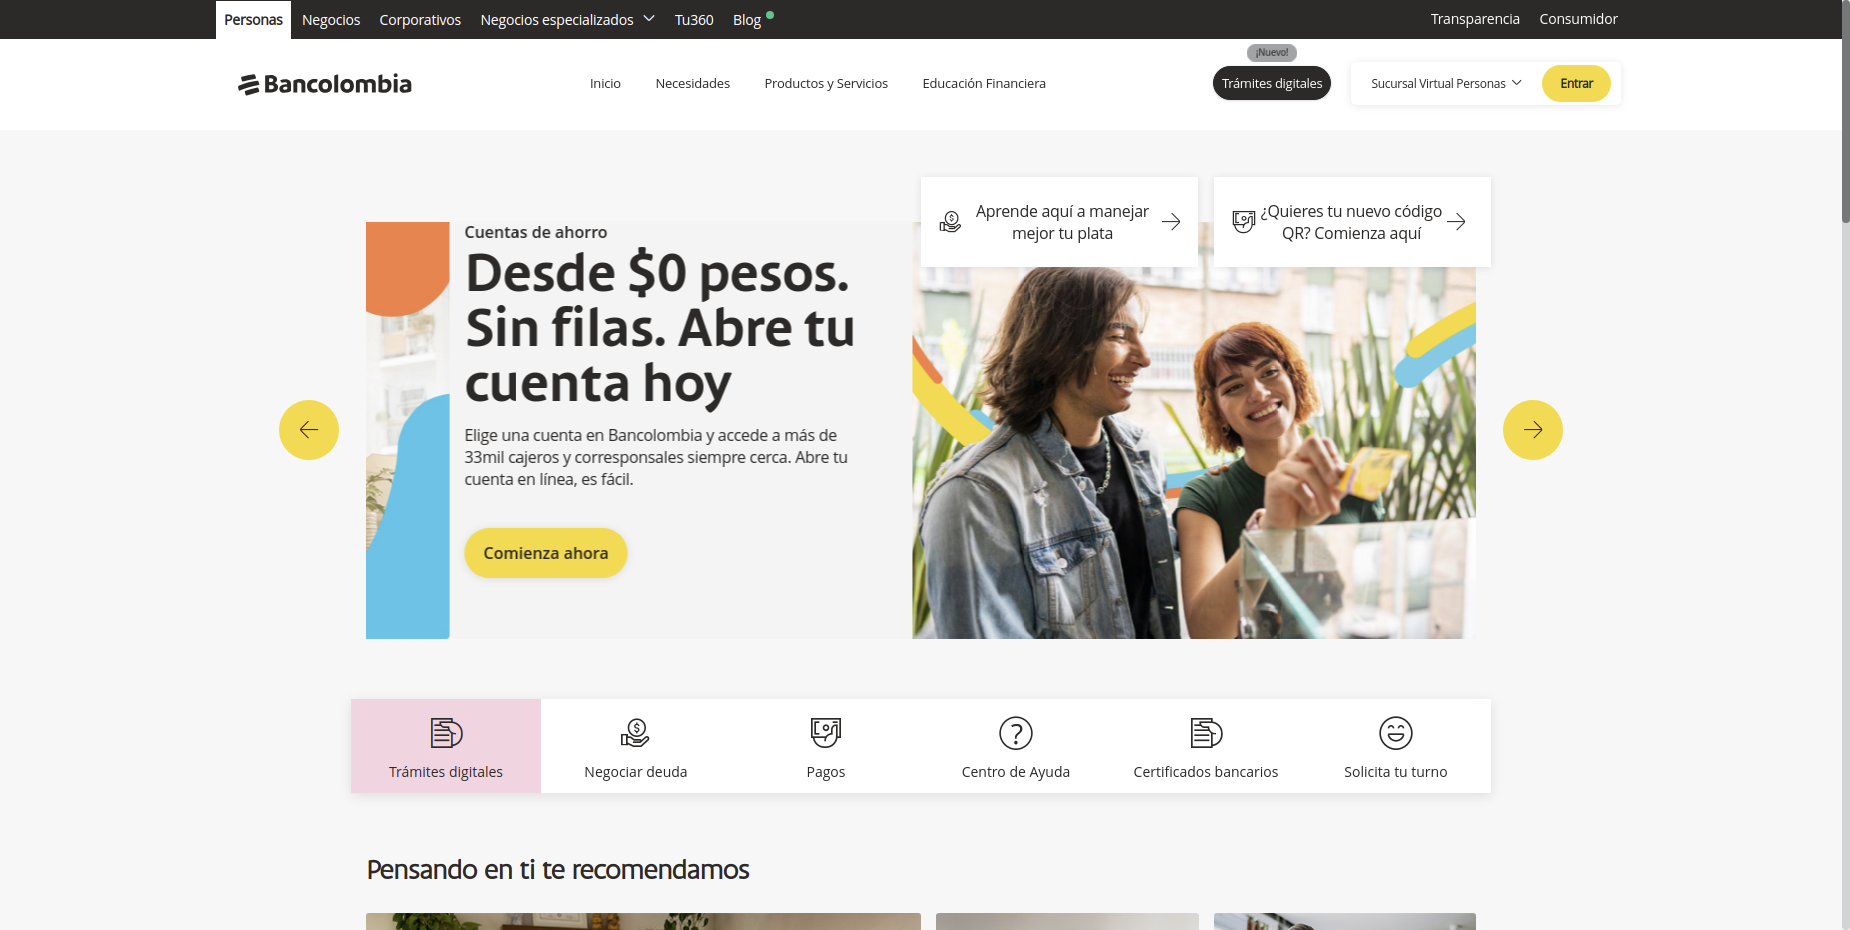 Personas Negocios Corporativos Negocios especializados Tu360 Blog Transparencia Consumidor
¡Nuevo!
Bancolombia Inicio Necesidades Productos y Servicios Educación Financiera Trámites digitales Sucursal Virtual Personas Entrar
Aprende aquí a manejar
mejor tu plata
¿Quieres tu nuevo código
QR? Comienza aquí
Cuentas de ahorro
Desde $0 pesos.
Sin filas. Abre tu
cuenta hoy
Elige una cuenta en Bancolombia y accede a más de
33mil cajeros y corresponsales siempre cerca. Abre tu
cuenta en línea, es fácil.
Comienza ahora
Trámites digitales Negociar deuda Pagos Centro de Ayuda Certificados bancarios Solicita tu turno
Pensando en ti te recomendamos